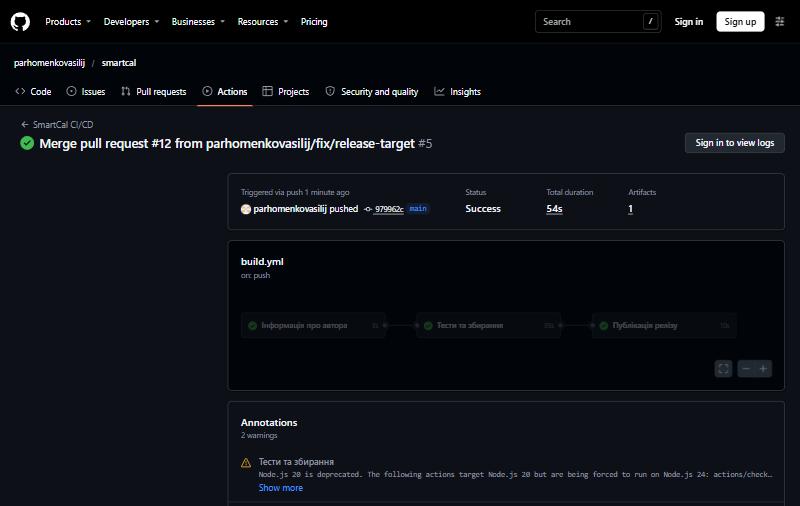 Products Developers Businesses Resources Pricing Search / Sign in Sign up
parhomenkovasilij / smartcal
Code Issues Pull requests Actions Projects Security and quality Insights
← SmartCal CI/CD
Merge pull request #12 from parhomenkovasilij/fix/release-target #5
Sign in to view logs
Triggered via push 1 minute ago
parhomenkovasilij pushed 979962c main
Status
Success
Total duration
54s
Artifacts
1
build.yml
on: push
Інформація про автора
Тести та збирання
Публікація релізу
Annotations
2 warnings
Тести та збирання
Node.js 20 is deprecated. The following actions target Node.js 20 but are being forced to run on Node.js 24: actions/check…
Show more